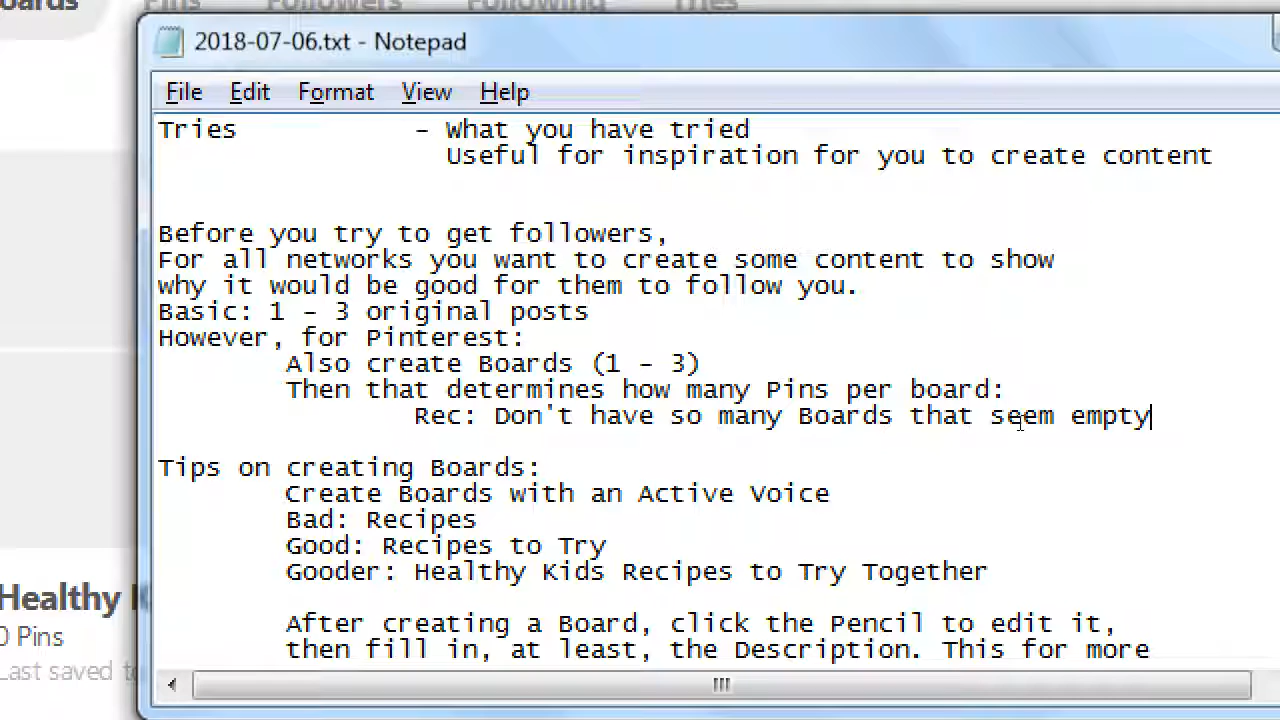 Pins Followers Following Tries
2018-07-06.txt - Notepad
File Edit Format View Help
Tries - What you have tried
Useful for inspiration for you to create content
Before you try to get followers,
For all networks you want to create some content to show
why it would be good for them to follow you.
Basic: 1 - 3 original posts
However, for Pinterest:
Also create Boards (1 - 3)
Then that determines how many Pins per board:
Rec: Don't have so many Boards that seem empty
Tips on creating Boards:
Create Boards with an Active Voice
Bad: Recipes
Good: Recipes to Try
Gooder: Healthy Kids Recipes to Try Together
After creating a Board, click the Pencil to edit it,
then fill in, at least, the Description. This for more
Healthy
0 Pins
Last saved